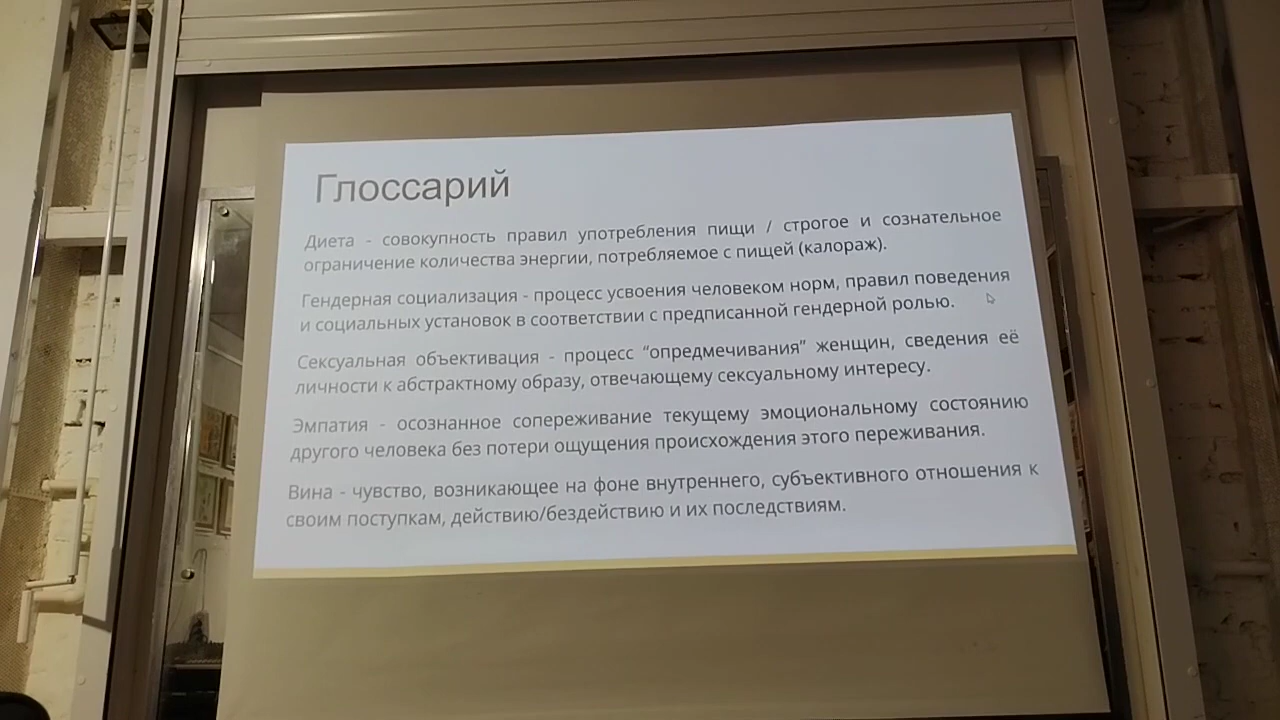 Глоссарий
Диета - совокупность правил употребления пищи / строгое и сознательное
ограничение количества энергии, потребляемое с пищей (калораж).
Гендерная социализация - процесс усвоения человеком норм, правил поведения
и социальных установок в соответствии с предписанной гендерной ролью.
Сексуальная объективация - процесс “опредмечивания” женщин, сведения её
личности к абстрактному образу, отвечающему сексуальному интересу.
Эмпатия - осознанное сопереживание текущему эмоциональному состоянию
другого человека без потери ощущения происхождения этого переживания.
Вина - чувство, возникающее на фоне внутреннего, субъективного отношения к
своим поступкам, действию/бездействию и их последствиям.